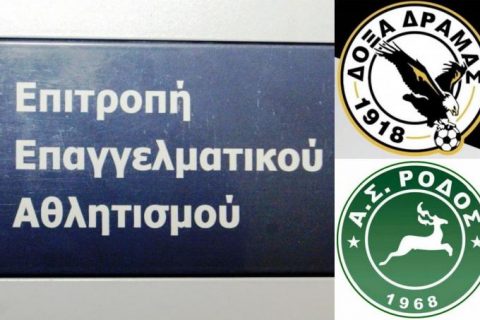 Επιτροπή
Επαγγελματικού
Αθλητισμού
ΔΟΞΑ ΔΡΑΜΑΣ
1918
Α.Σ. ΡΟΔΟΣ
1968